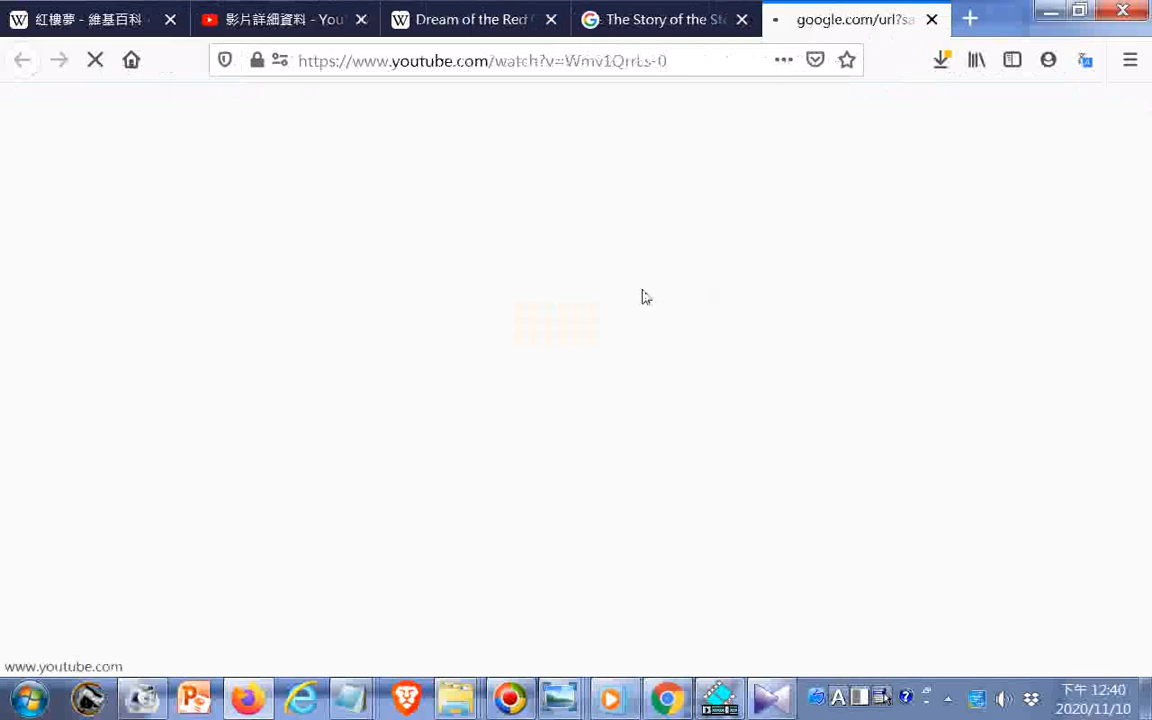 紅樓夢 - 維基百科
影片詳細資料 - You
Dream of the Red
The Story of the St
google.com/url?sa
https://www.youtube.com/watch?v=Wmv1QrrLs-0
www.youtube.com
下午 12:40
2020/11/10